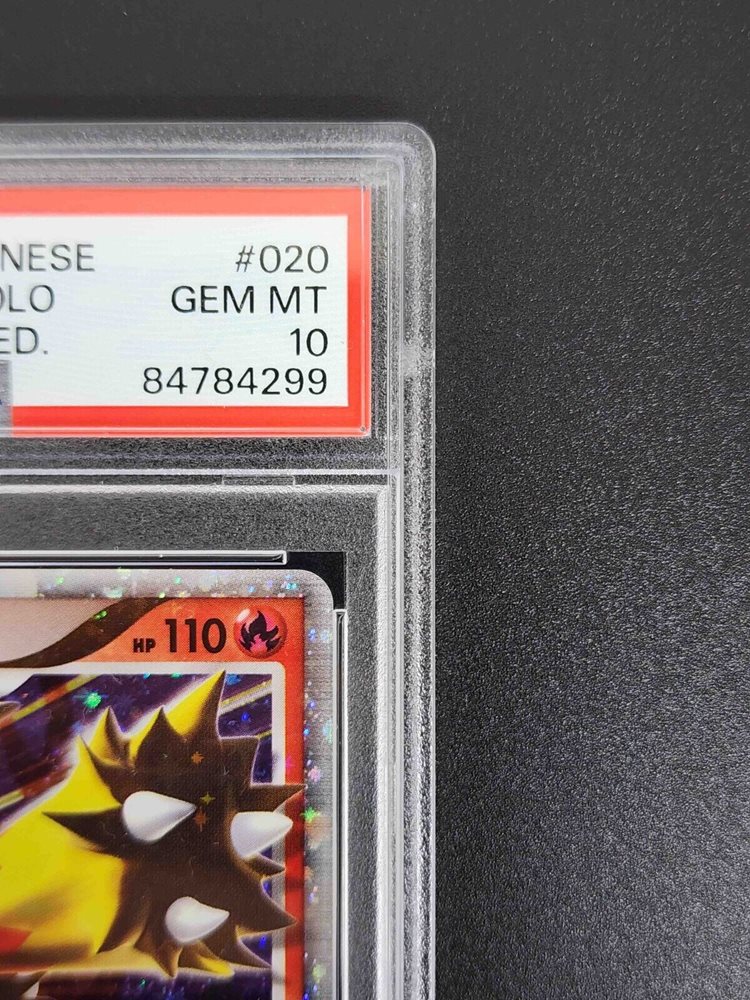 NESE #020
OLO GEM MT
ED. 10
84784299
HP 110